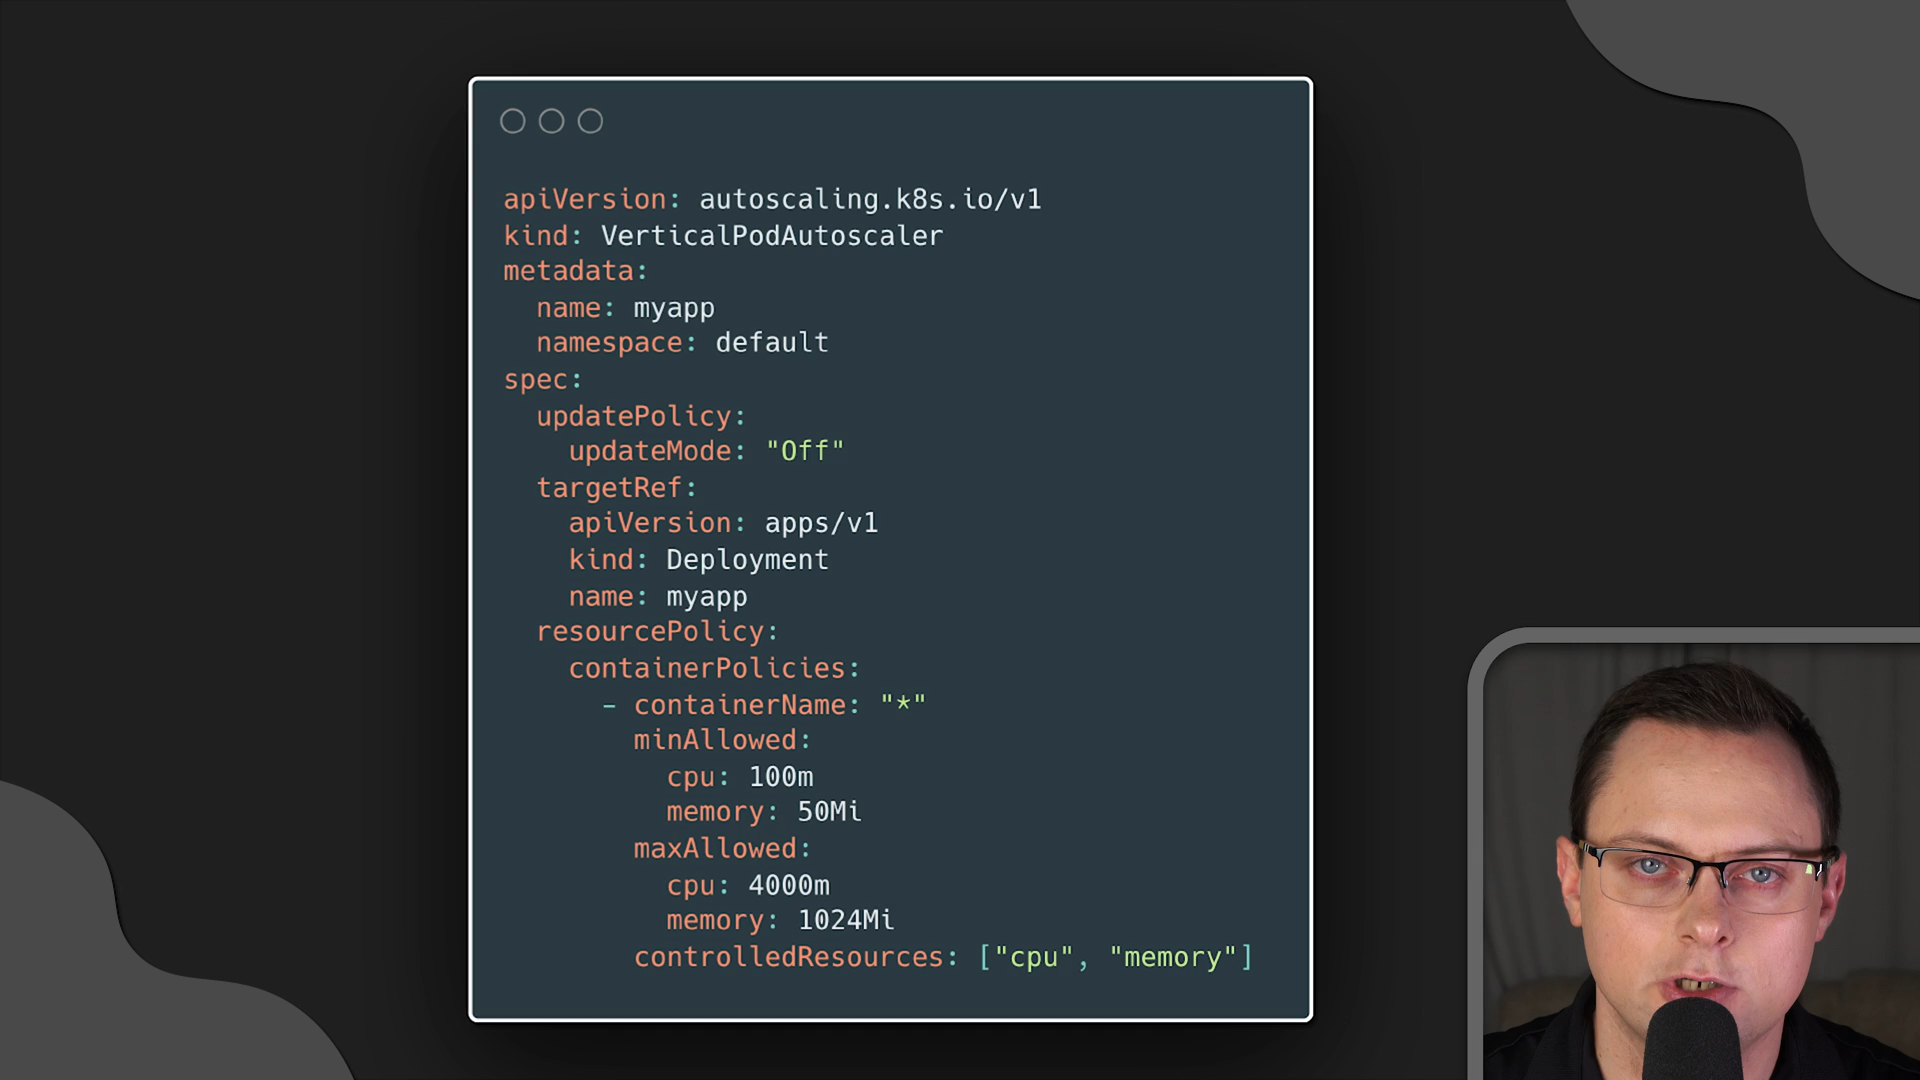 apiVersion: autoscaling.k8s.io/v1
kind: VerticalPodAutoscaler
metadata:
  name: myapp
  namespace: default
spec:
  updatePolicy:
    updateMode: "Off"
  targetRef:
    apiVersion: apps/v1
    kind: Deployment
    name: myapp
  resourcePolicy:
    containerPolicies:
      - containerName: "*"
        minAllowed:
          cpu: 100m
          memory: 50Mi
        maxAllowed:
          cpu: 4000m
          memory: 1024Mi
        controlledResources: ["cpu", "memory"]